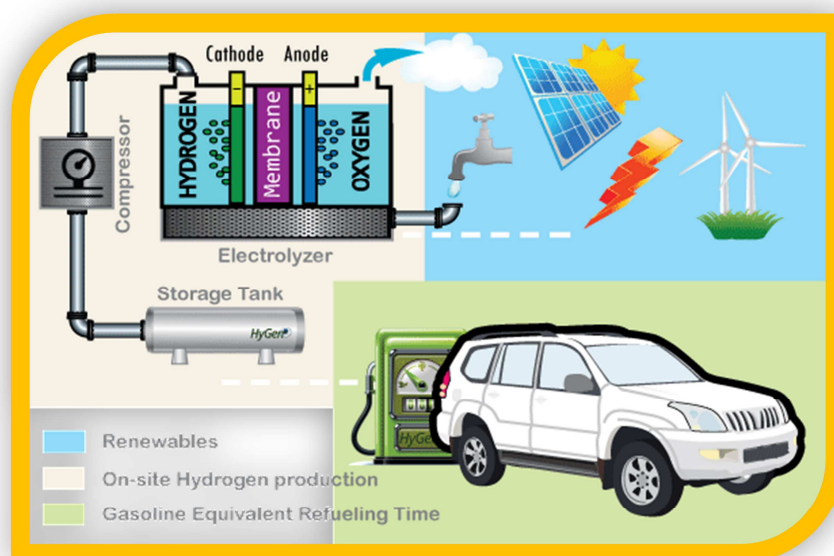 Cathode Anode
HYDROGEN
−
Membrane
+
OXYGEN
Compressor
Electrolyzer
Storage Tank
HyGen
HyGen
Renewables
On-site Hydrogen production
Gasoline Equivalent Refueling Time